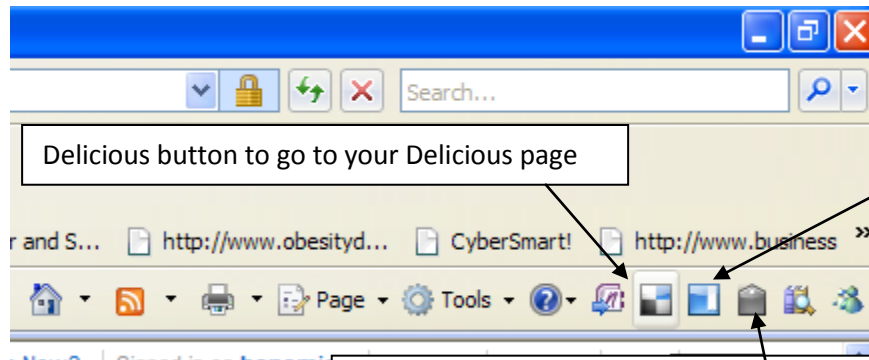 Search...
Delicious button to go to your Delicious page
r and S... http://www.obesityd... CyberSmart! http://www.business »
Page Tools